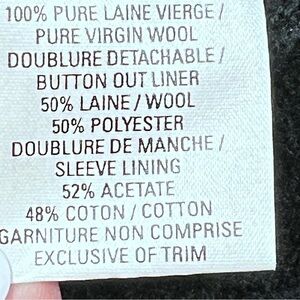 100% PURE LAINE VIERGE /
PURE VIRGIN WOOL
DOUBLURE DETACHABLE /
BUTTON OUT LINER
50% LAINE / WOOL
50% POLYESTER
DOUBLURE DE MANCHE /
SLEEVE LINING
52% ACETATE
48% COTON / COTTON
GARNITURE NON COMPRISE
EXCLUSIVE OF TRIM